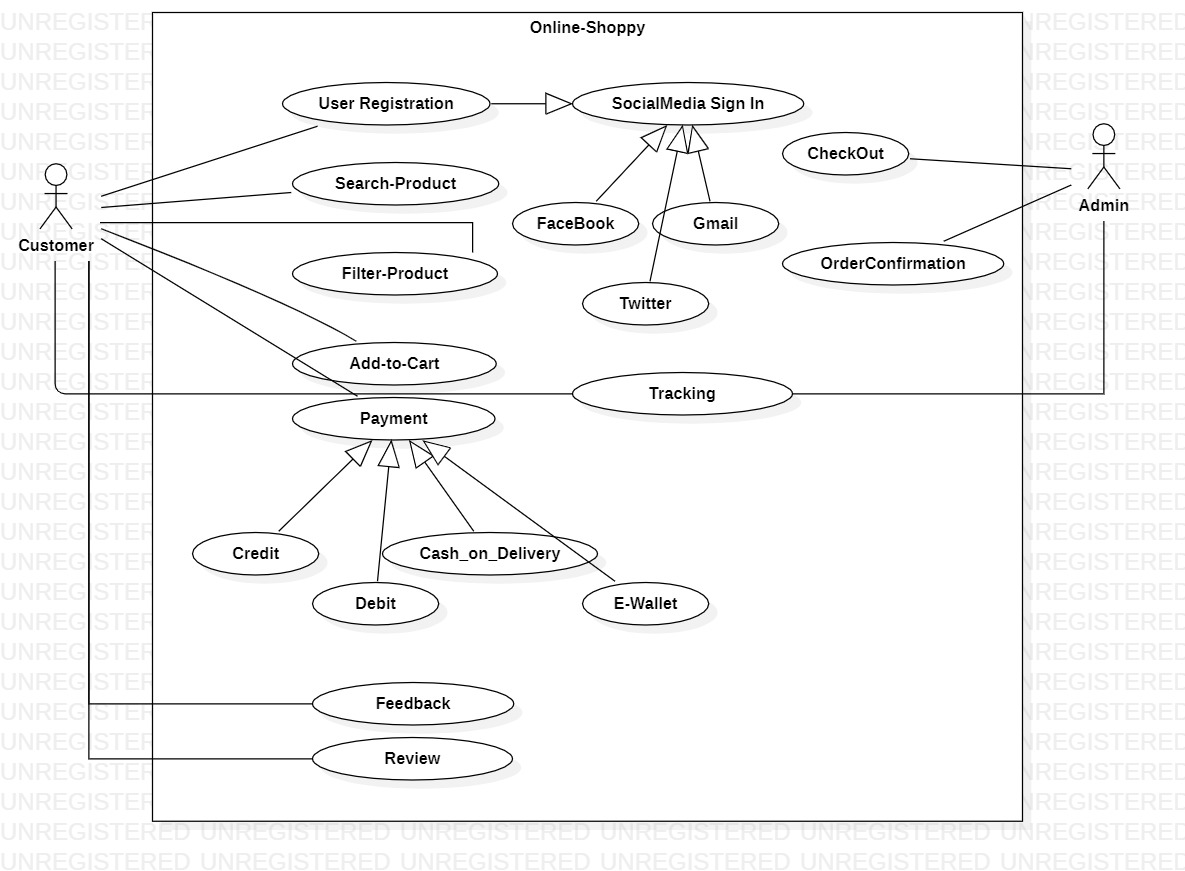 Online-Shoppy
User Registration
SocialMedia Sign In
CheckOut
Search-Product
Admin
FaceBook
Gmail
Customer
Filter-Product
OrderConfirmation
Twitter
Add-to-Cart
Tracking
Payment
Credit
Cash_on_Delivery
Debit
E-Wallet
Feedback
Review
UNREGISTERED UNREGISTERED UNREGISTERED UNREGISTERED UNREGISTERED UNREGISTERED
UNREGISTERED UNREGISTERED UNREGISTERED UNREGISTERED UNREGISTERED UNREGISTERED